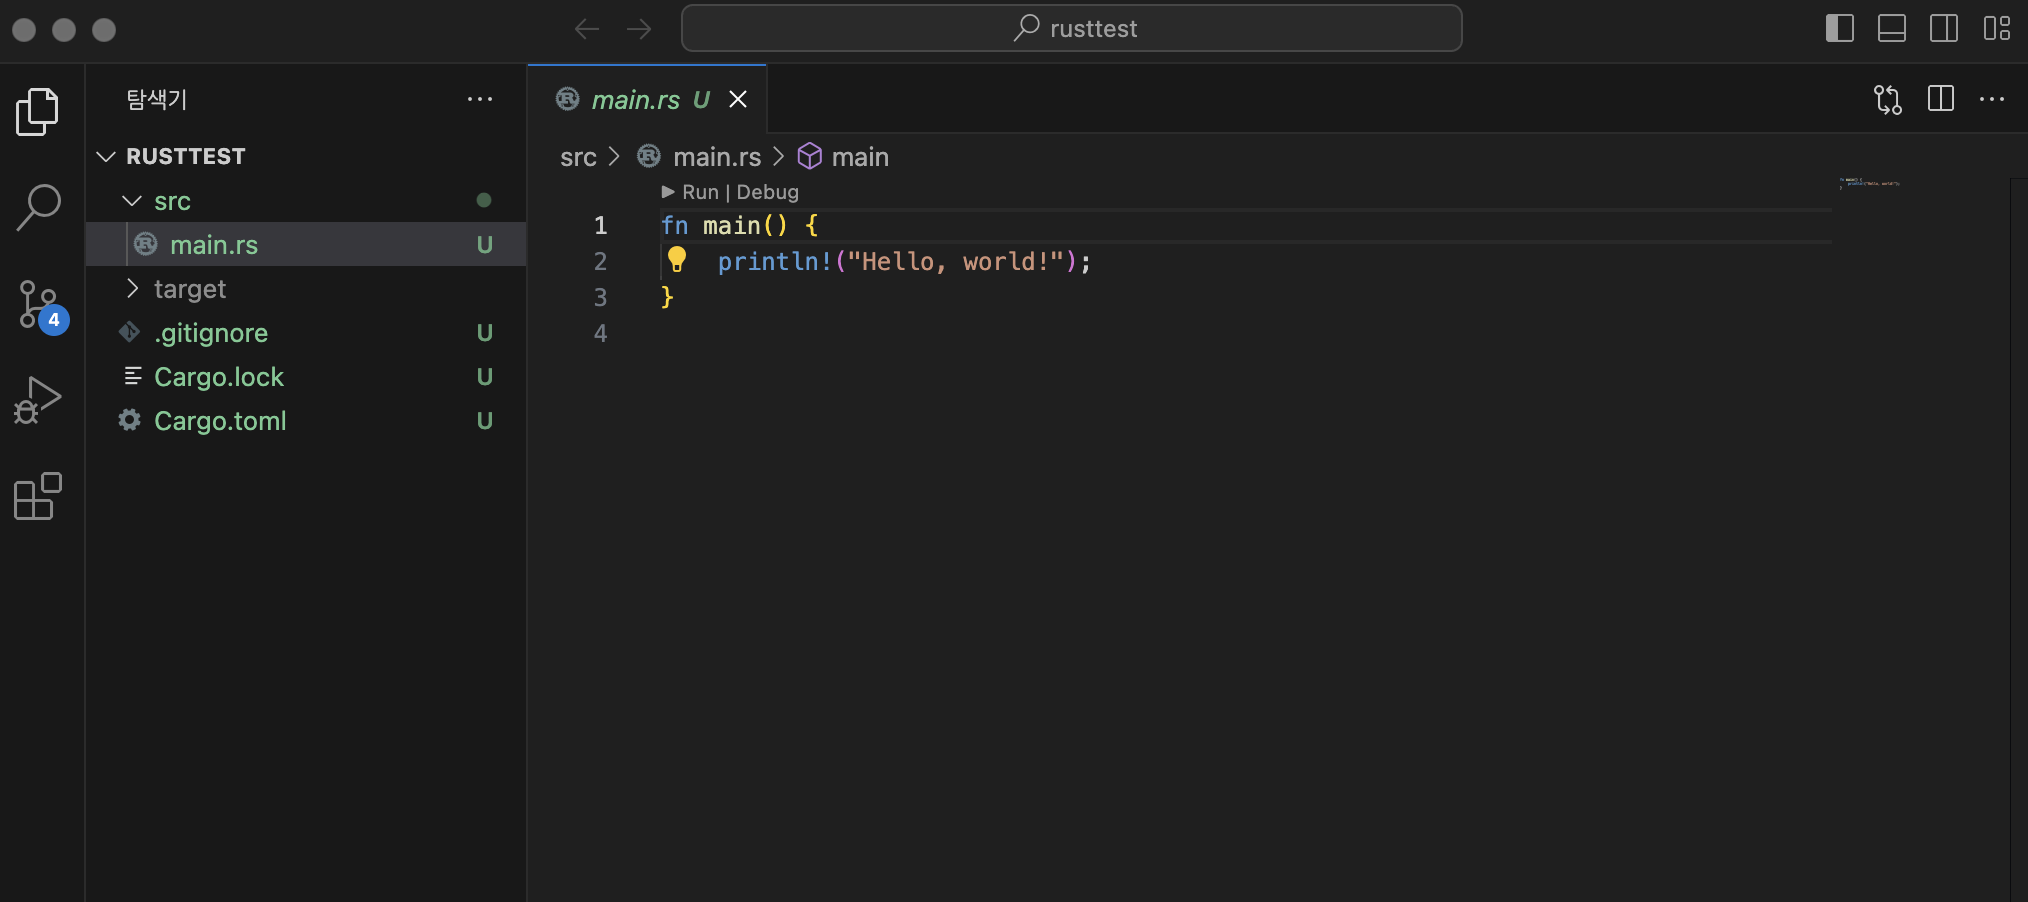 rusttest
탐색기
RUSTTEST
src
main.rs U
target
.gitignore U
Cargo.lock U
Cargo.toml U
4
main.rs U
src > main.rs > main
Run | Debug
1 fn main() {
2 println!("Hello, world!");
3 }
4